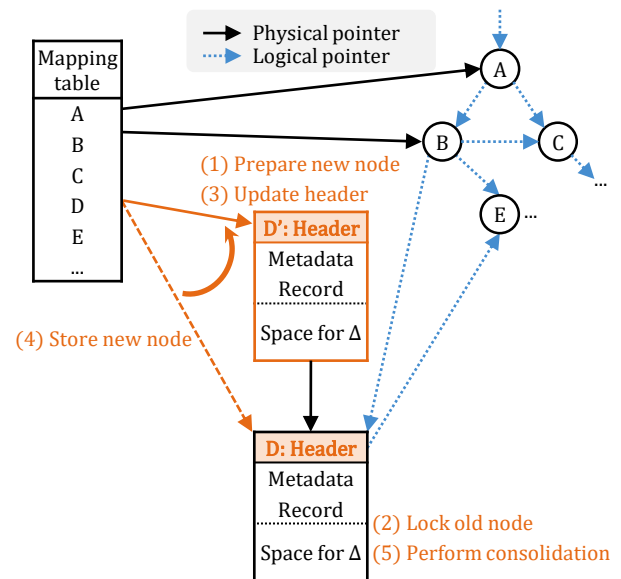 Physical pointer
Logical pointer
Mapping
table
A
B
C
D
E
...
A
B
C
...
E
...
(1) Prepare new node
(3) Update header
D’: Header
Metadata
Record
Space for Δ
(4) Store new node
D: Header
Metadata
Record
Space for Δ
(2) Lock old node
(5) Perform consolidation